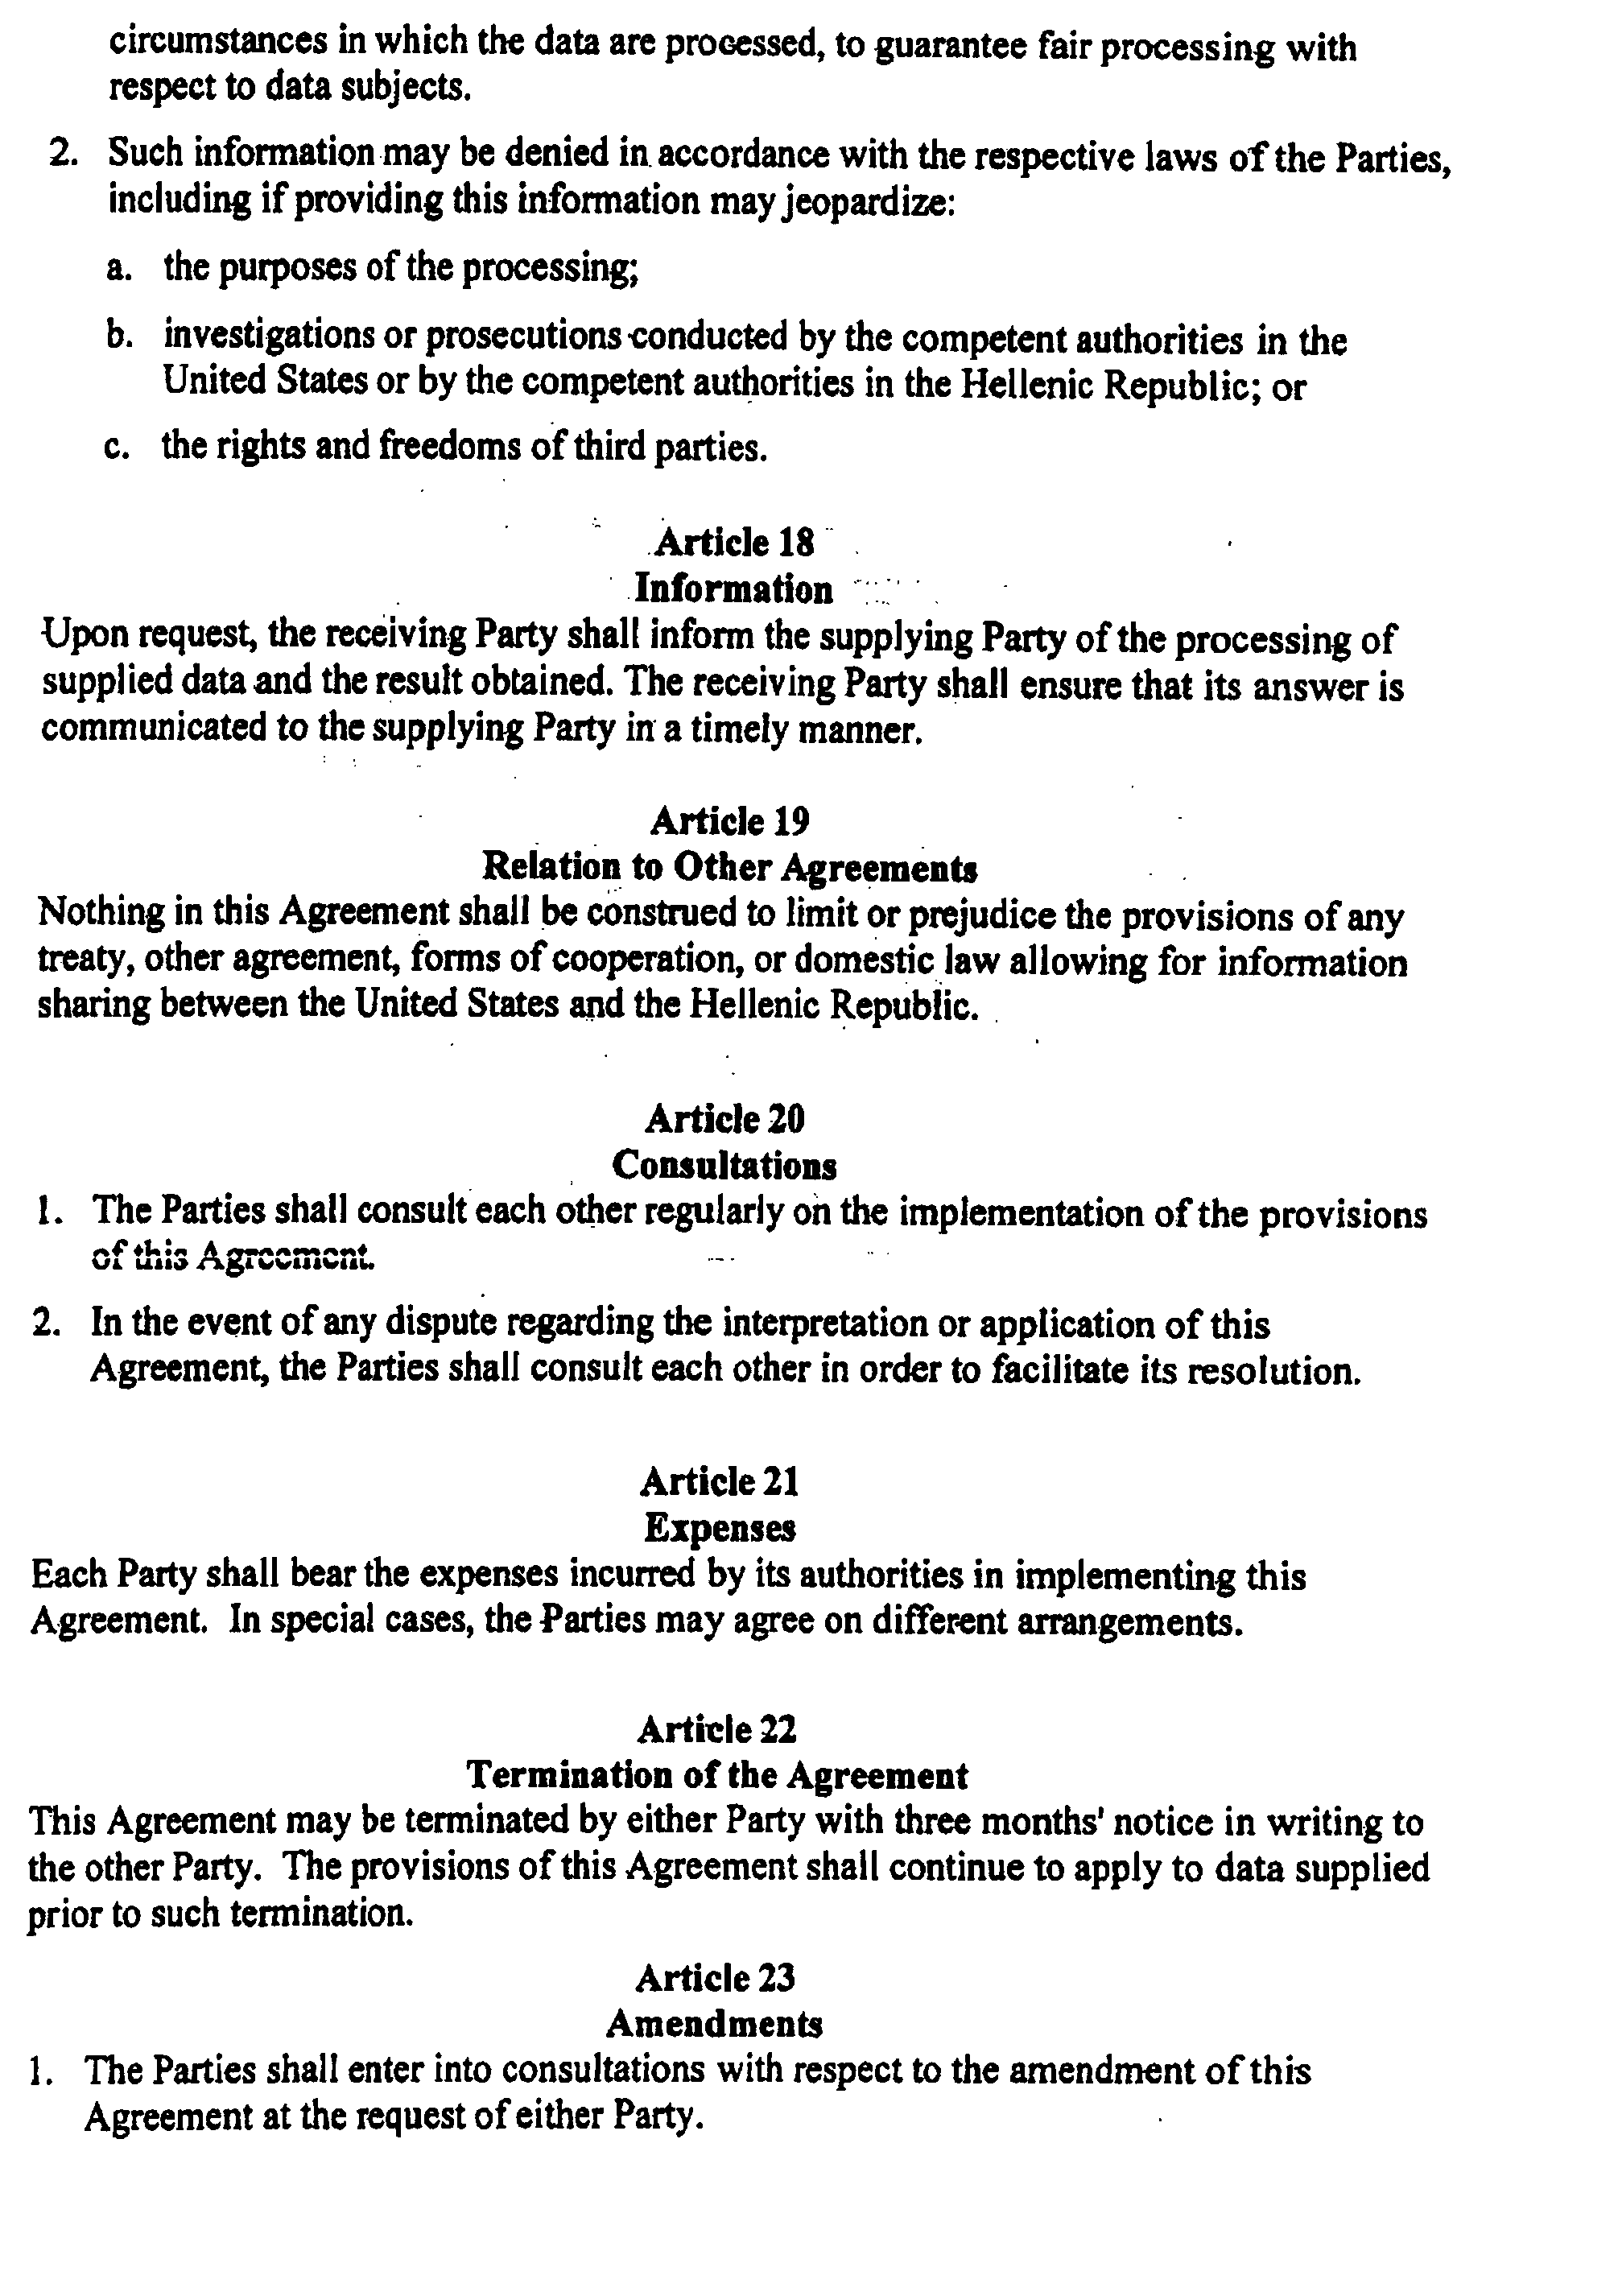 circumstances in which the data are processed, to guarantee fair processing with
respect to data subjects.
2. Such information may be denied in accordance with the respective laws of the Parties,
including if providing this information may jeopardize:
a. the purposes of the processing;
b. investigations or prosecutions conducted by the competent authorities in the
United States or by the competent authorities in the Hellenic Republic; or
c. the rights and freedoms of third parties.
Article 18
Information
Upon request, the receiving Party shall inform the supplying Party of the processing of
supplied data and the result obtained. The receiving Party shall ensure that its answer is
communicated to the supplying Party in a timely manner.
Article 19
Relation to Other Agreements
Nothing in this Agreement shall be construed to limit or prejudice the provisions of any
treaty, other agreement, forms of cooperation, or domestic law allowing for information
sharing between the United States and the Hellenic Republic.
Article 20
Consultations
1. The Parties shall consult each other regularly on the implementation of the provisions
of this Agreement.
2. In the event of any dispute regarding the interpretation or application of this
Agreement, the Parties shall consult each other in order to facilitate its resolution.
Article 21
Expenses
Each Party shall bear the expenses incurred by its authorities in implementing this
Agreement. In special cases, the Parties may agree on different arrangements.
Article 22
Termination of the Agreement
This Agreement may be terminated by either Party with three months' notice in writing to
the other Party. The provisions of this Agreement shall continue to apply to data supplied
prior to such termination.
Article 23
Amendments
1. The Parties shall enter into consultations with respect to the amendment of this
Agreement at the request of either Party.